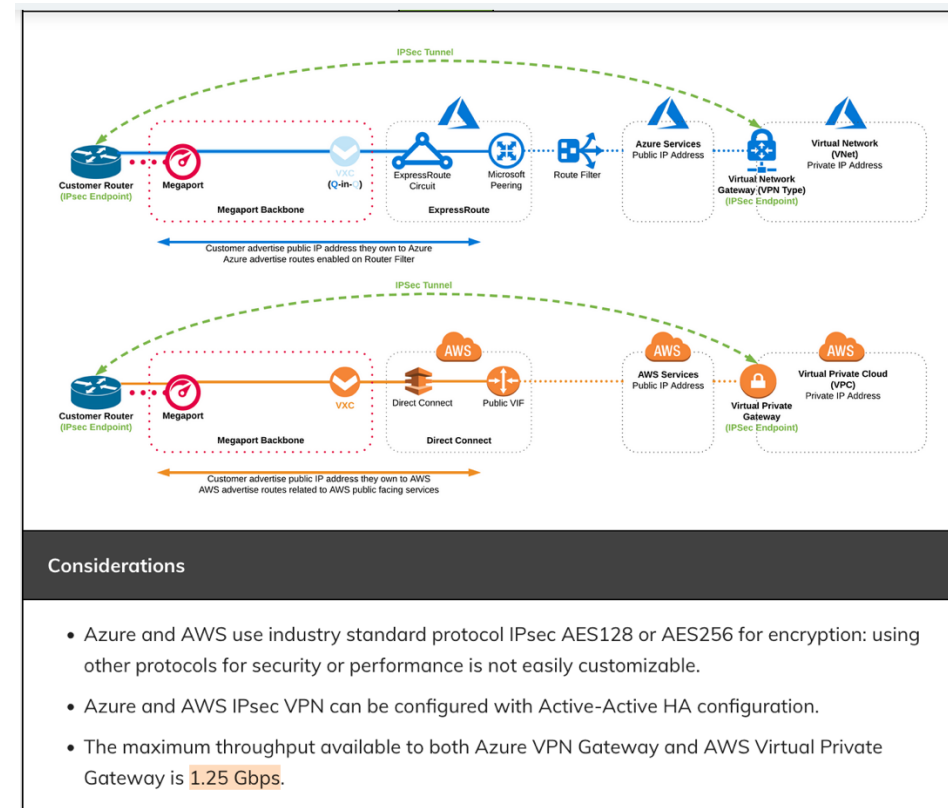 IPSec Tunnel
Customer Router
(IPsec Endpoint)
Megaport
VXC
(Q-in-Q)
Megaport Backbone
ExpressRoute
Circuit
Microsoft
Peering
ExpressRoute
Route Filter
Azure Services
Public IP Address
Virtual Network
Gateway (VPN Type)
(IPSec Endpoint)
Virtual Network
(VNet)
Private IP Address
Customer advertise public IP address they own to Azure
Azure advertise routes enabled on Router Filter
IPSec Tunnel
Customer Router
(IPsec Endpoint)
Megaport
VXC
Megaport Backbone
AWS
Direct Connect
Public VIF
Direct Connect
AWS
AWS Services
Public IP Address
Virtual Private
Gateway
(IPSec Endpoint)
AWS
Virtual Private Cloud
(VPC)
Private IP Address
Customer advertise public IP address they own to AWS
AWS advertise routes related to AWS public facing services
Considerations
• Azure and AWS use industry standard protocol IPsec AES128 or AES256 for encryption: using
other protocols for security or performance is not easily customizable.
• Azure and AWS IPsec VPN can be configured with Active-Active HA configuration.
• The maximum throughput available to both Azure VPN Gateway and AWS Virtual Private
Gateway is 1.25 Gbps.